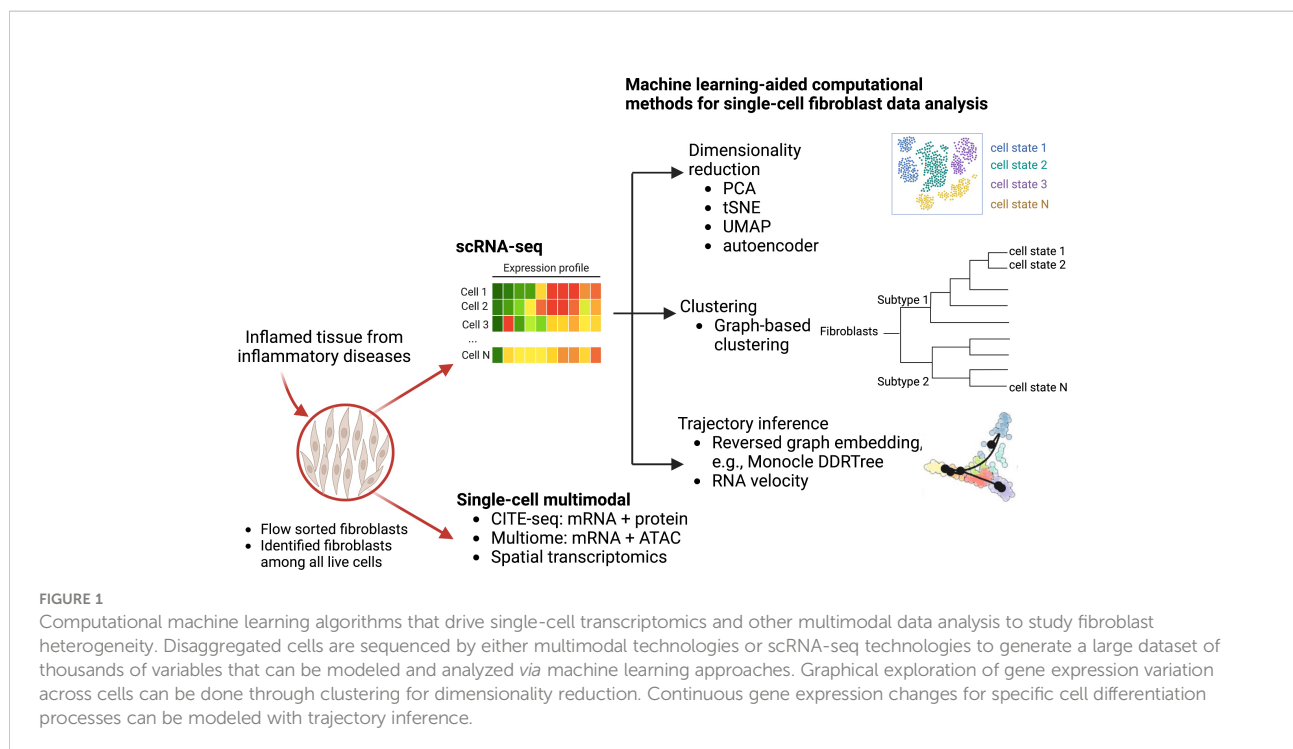 Machine learning-aided computational
methods for single-cell fibroblast data analysis
Dimensionality
reduction
• PCA
• tSNE
• UMAP
• autoencoder
cell state 1
cell state 2
cell state 3
cell state N
scRNA-seq
Expression profile
Cell 1
Cell 2
Cell 3
...
Cell N
Clustering
• Graph-based
clustering
Fibroblasts
Subtype 1
Subtype 2
cell state 1
cell state 2
cell state N
Inflamed tissue from
inflammatory diseases
• Flow sorted fibroblasts
• Identified fibroblasts
among all live cells
Trajectory inference
• Reversed graph embedding,
e.g., Monocle DDRTree
• RNA velocity
Single-cell multimodal
• CITE-seq: mRNA + protein
• Multiome: mRNA + ATAC
• Spatial transcriptomics
FIGURE 1
Computational machine learning algorithms that drive single-cell transcriptomics and other multimodal data analysis to study fibroblast
heterogeneity. Disaggregated cells are sequenced by either multimodal technologies or scRNA-seq technologies to generate a large dataset of
thousands of variables that can be modeled and analyzed via machine learning approaches. Graphical exploration of gene expression variation
across cells can be done through clustering for dimensionality reduction. Continuous gene expression changes for specific cell differentiation
processes can be modeled with trajectory inference.